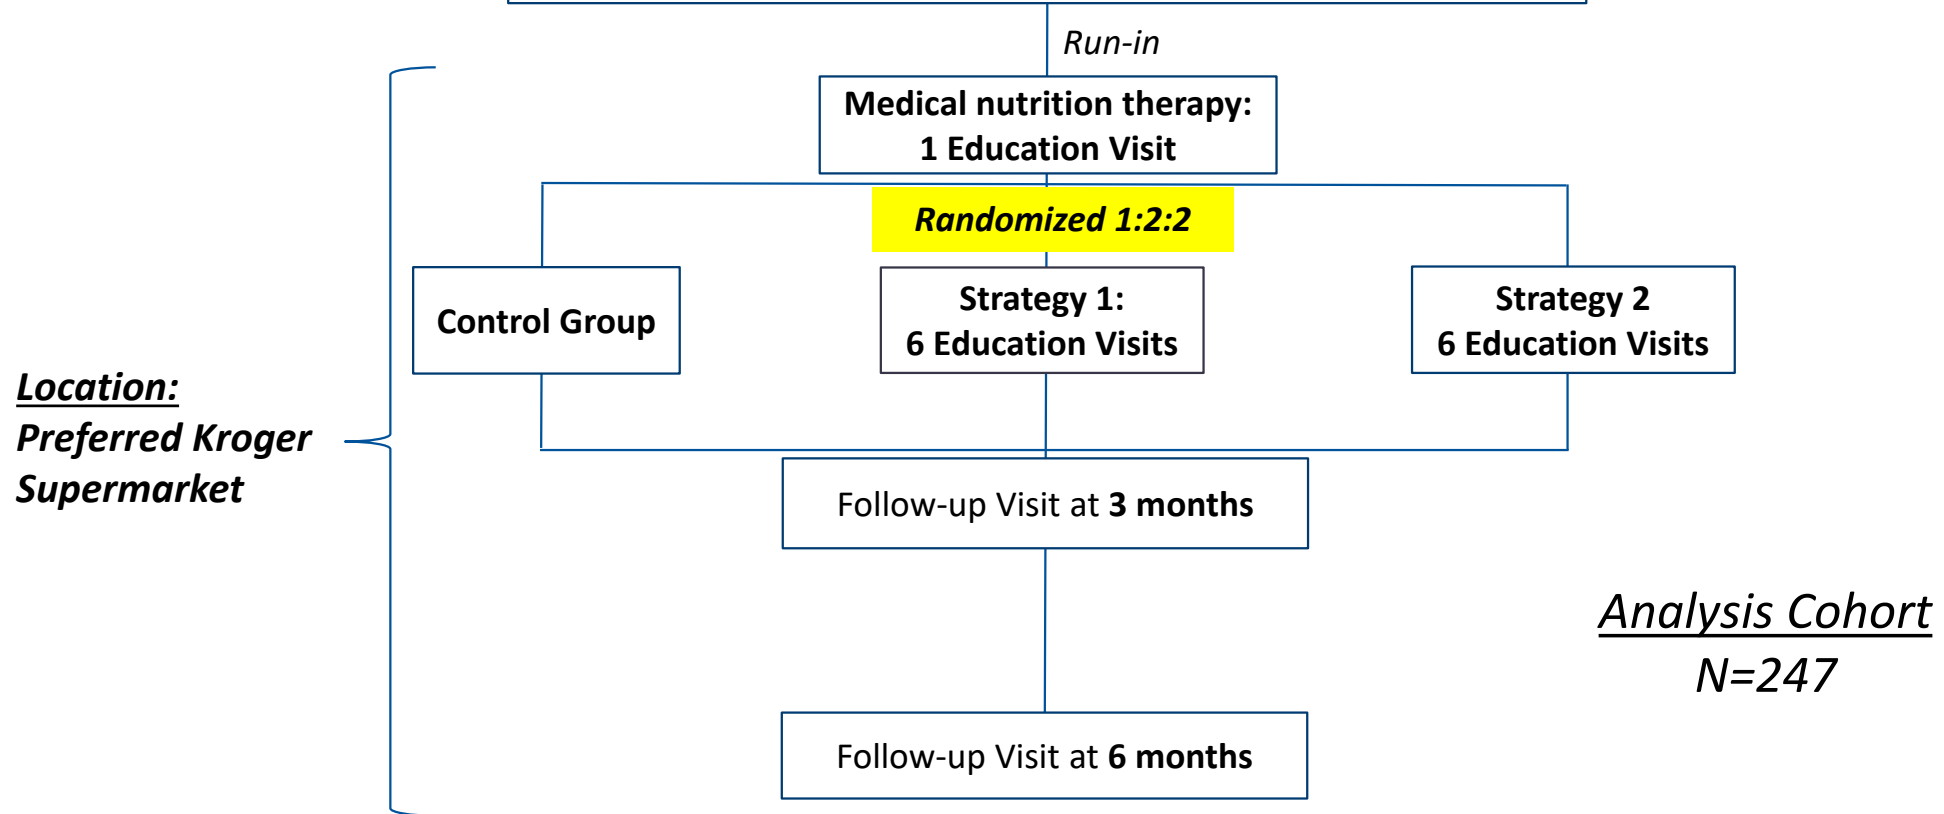 Run-in
Medical nutrition therapy:
1 Education Visit
Randomized 1:2:2
Control Group
Strategy 1:
6 Education Visits
Strategy 2
6 Education Visits
Location:
Preferred Kroger
Supermarket
Follow-up Visit at 3 months
Analysis Cohort
N=247
Follow-up Visit at 6 months